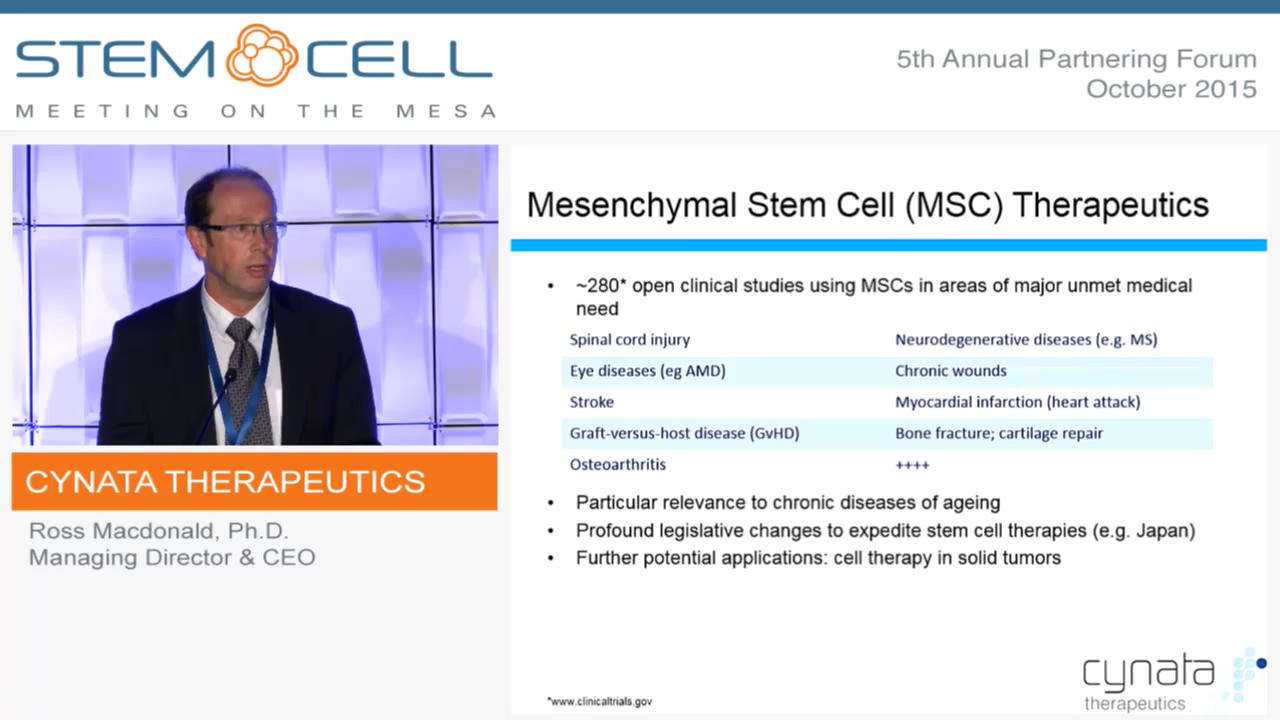 STEM CELL
MEETING ON THE MESA
5th Annual Partnering Forum
October 2015
CYNATA THERAPEUTICS
Ross Macdonald, Ph.D.
Managing Director & CEO
Mesenchymal Stem Cell (MSC) Therapeutics
• ~280* open clinical studies using MSCs in areas of major unmet medical
need
Spinal cord injury Neurodegenerative diseases (e.g. MS)
Eye diseases (eg AMD) Chronic wounds
Stroke Myocardial infarction (heart attack)
Graft-versus-host disease (GvHD) Bone fracture; cartilage repair
Osteoarthritis ++++
• Particular relevance to chronic diseases of ageing
• Profound legislative changes to expedite stem cell therapies (e.g. Japan)
• Further potential applications: cell therapy in solid tumors
*www.clinicaltrials.gov
cynata
therapeutics